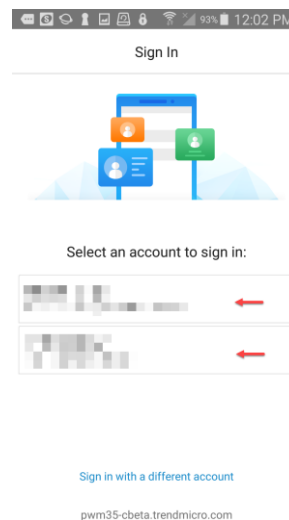 93% 12:02 PM
Sign In
Select an account to sign in:
Sign in with a different account
pwm35-cbeta.trendmicro.com